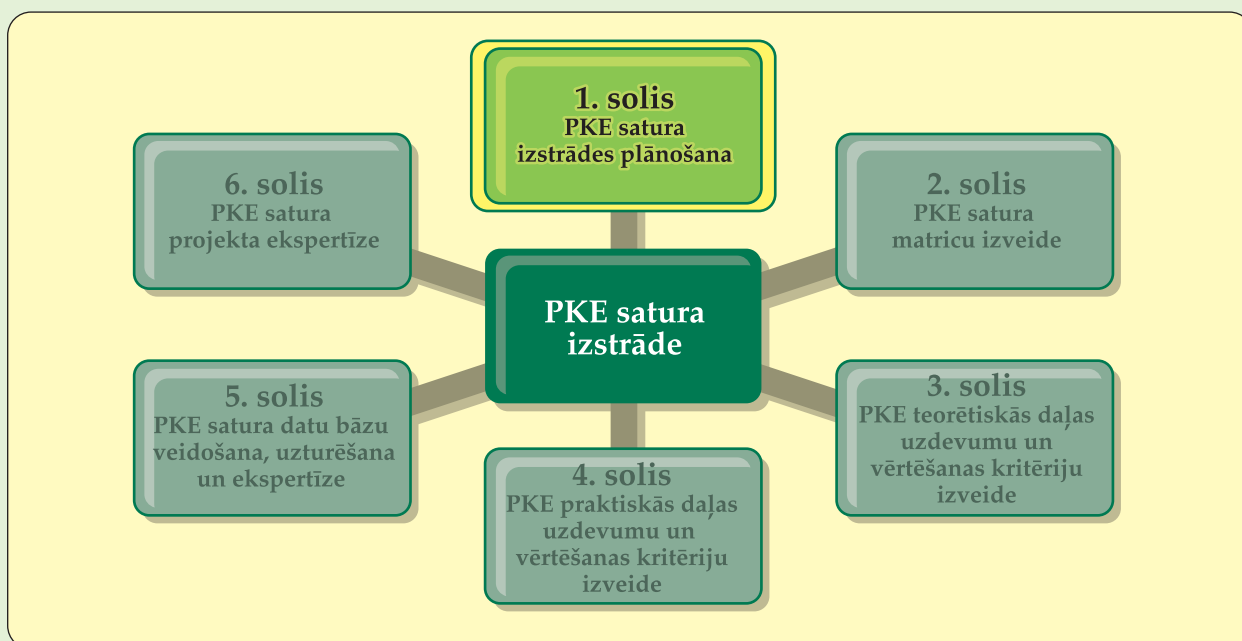 1. solis
PKE satura
izstrādes plānošana
2. solis
PKE satura
matricu izveide
3. solis
PKE teorētiskās daļas
uzdevumu un
vērtēšanas kritēriju
izveide
4. solis
PKE praktiskās daļas
uzdevumu un
vērtēšanas kritēriju
izveide
5. solis
PKE satura datu bāzu
veidošana, uzturēšana
un ekspertīze
6. solis
PKE satura
projekta ekspertīze
PKE satura
izstrāde